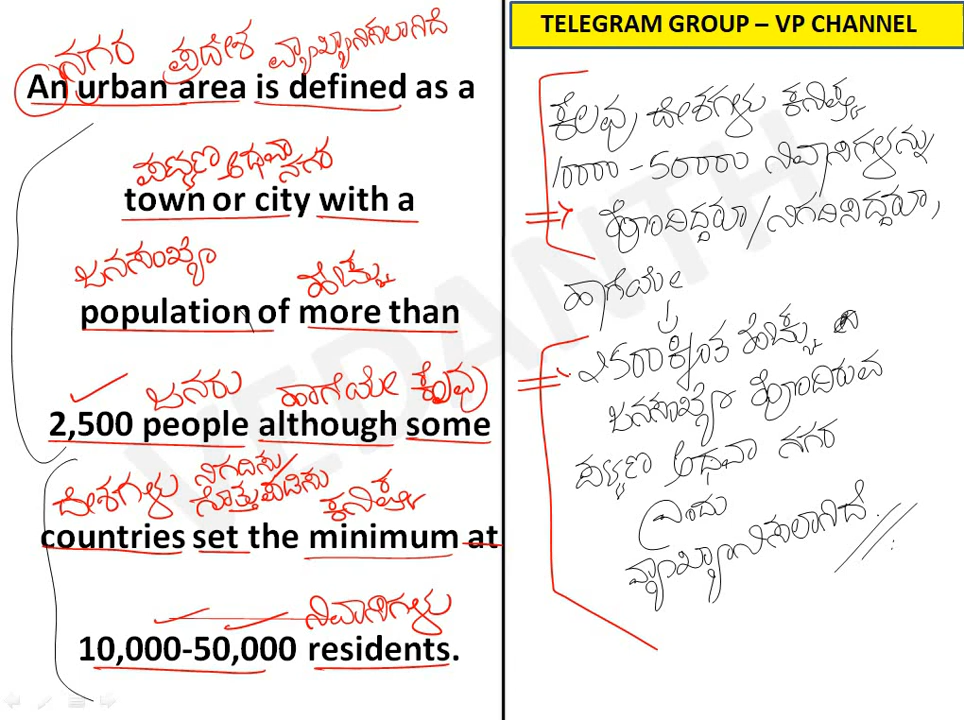 ನಗರ ಪ್ರದೇಶ ವ್ಯಾಖ್ಯಾನಿಸಲಾಗಿದೆ
An urban area is defined as a
ಪಟ್ಟಣ ಅಥವಾ ನಗರ
town or city with a
ಜನಸಂಖ್ಯೆ ಹೆಚ್ಚು
population of more than
ಜನರು ಹಾಗೆಯೇ ಕೆಲವು
2,500 people although some
ದೇಶಗಳು ನಿಗದಿಸು/ಗೊತ್ತುಪಡಿಸು ಕನಿಷ್ಠ
countries set the minimum at
ನಿವಾಸಿಗಳು
10,000-50,000 residents.
TELEGRAM GROUP – VP CHANNEL
ಕೆಲವು ದೇಶಗಳು ಕನಿಷ್ಠ
10000-50000 ನಿವಾಸಿಗಳನ್ನು
ಹೊಂದಿದ್ದರೂ/ನಿಗದಿಸಿದ್ದರೂ,
ಹಾಗೆಯೇ
೨೫೦೦ಕ್ಕಿಂತ ಹೆಚ್ಚು
ಜನಸಂಖ್ಯೆ ಹೊಂದಿರುವ
ಪಟ್ಟಣ ಅಥವಾ ನಗರ
ಎಂದು
ವ್ಯಾಖ್ಯಾನಿಸಲಾಗಿದೆ.
VEDANTH